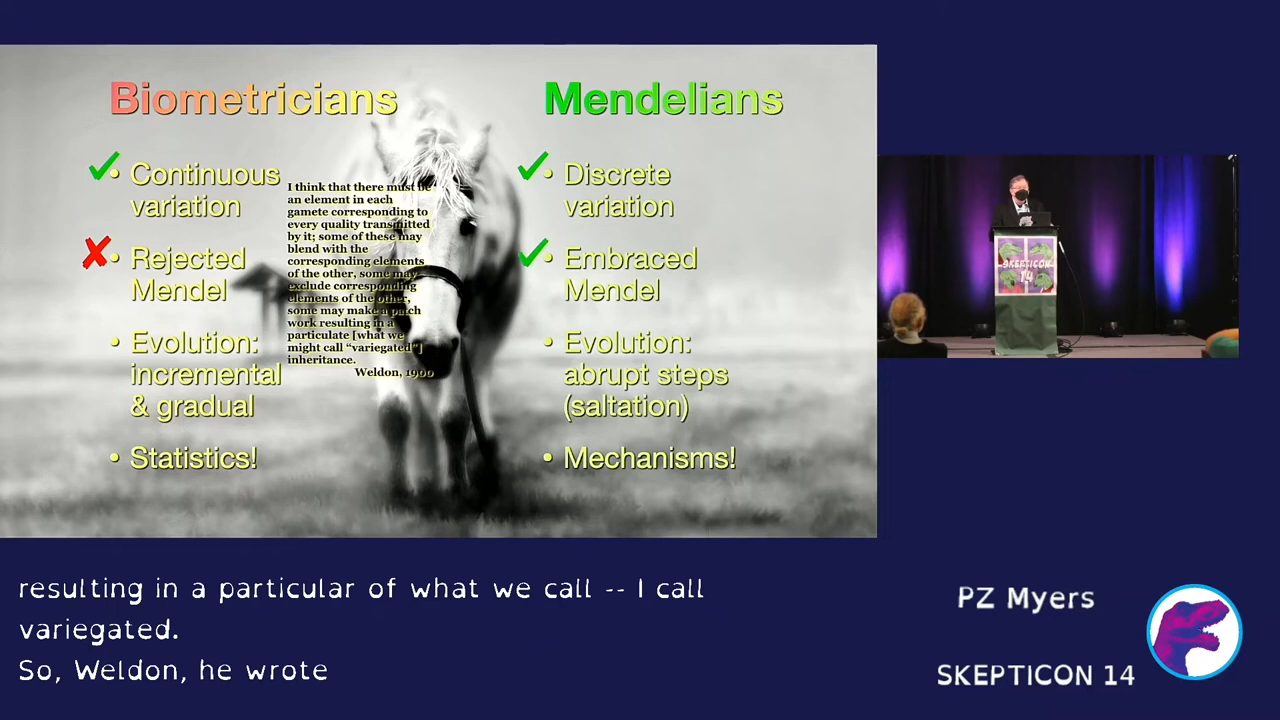 Biometricians
Mendelians
Continuous
variation
Rejected
Mendel
Evolution:
incremental
& gradual
Statistics!
I think that there must be
an element in each
gamete corresponding to
every quality transmitted
by it; some of these may
blend with the
corresponding elements
of the other, some may
exclude corresponding
elements of the other,
some may make a patch
work resulting in a
particulate [what we
might call “variegated”]
inheritance.
Weldon, 1900
Discrete
variation
Embraced
Mendel
Evolution:
abrupt steps
(saltation)
Mechanisms!
SKEPTICON
14
resulting in a particular of what we call -- I call
variegated.
So, Weldon, he wrote
PZ Myers
SKEPTICON 14